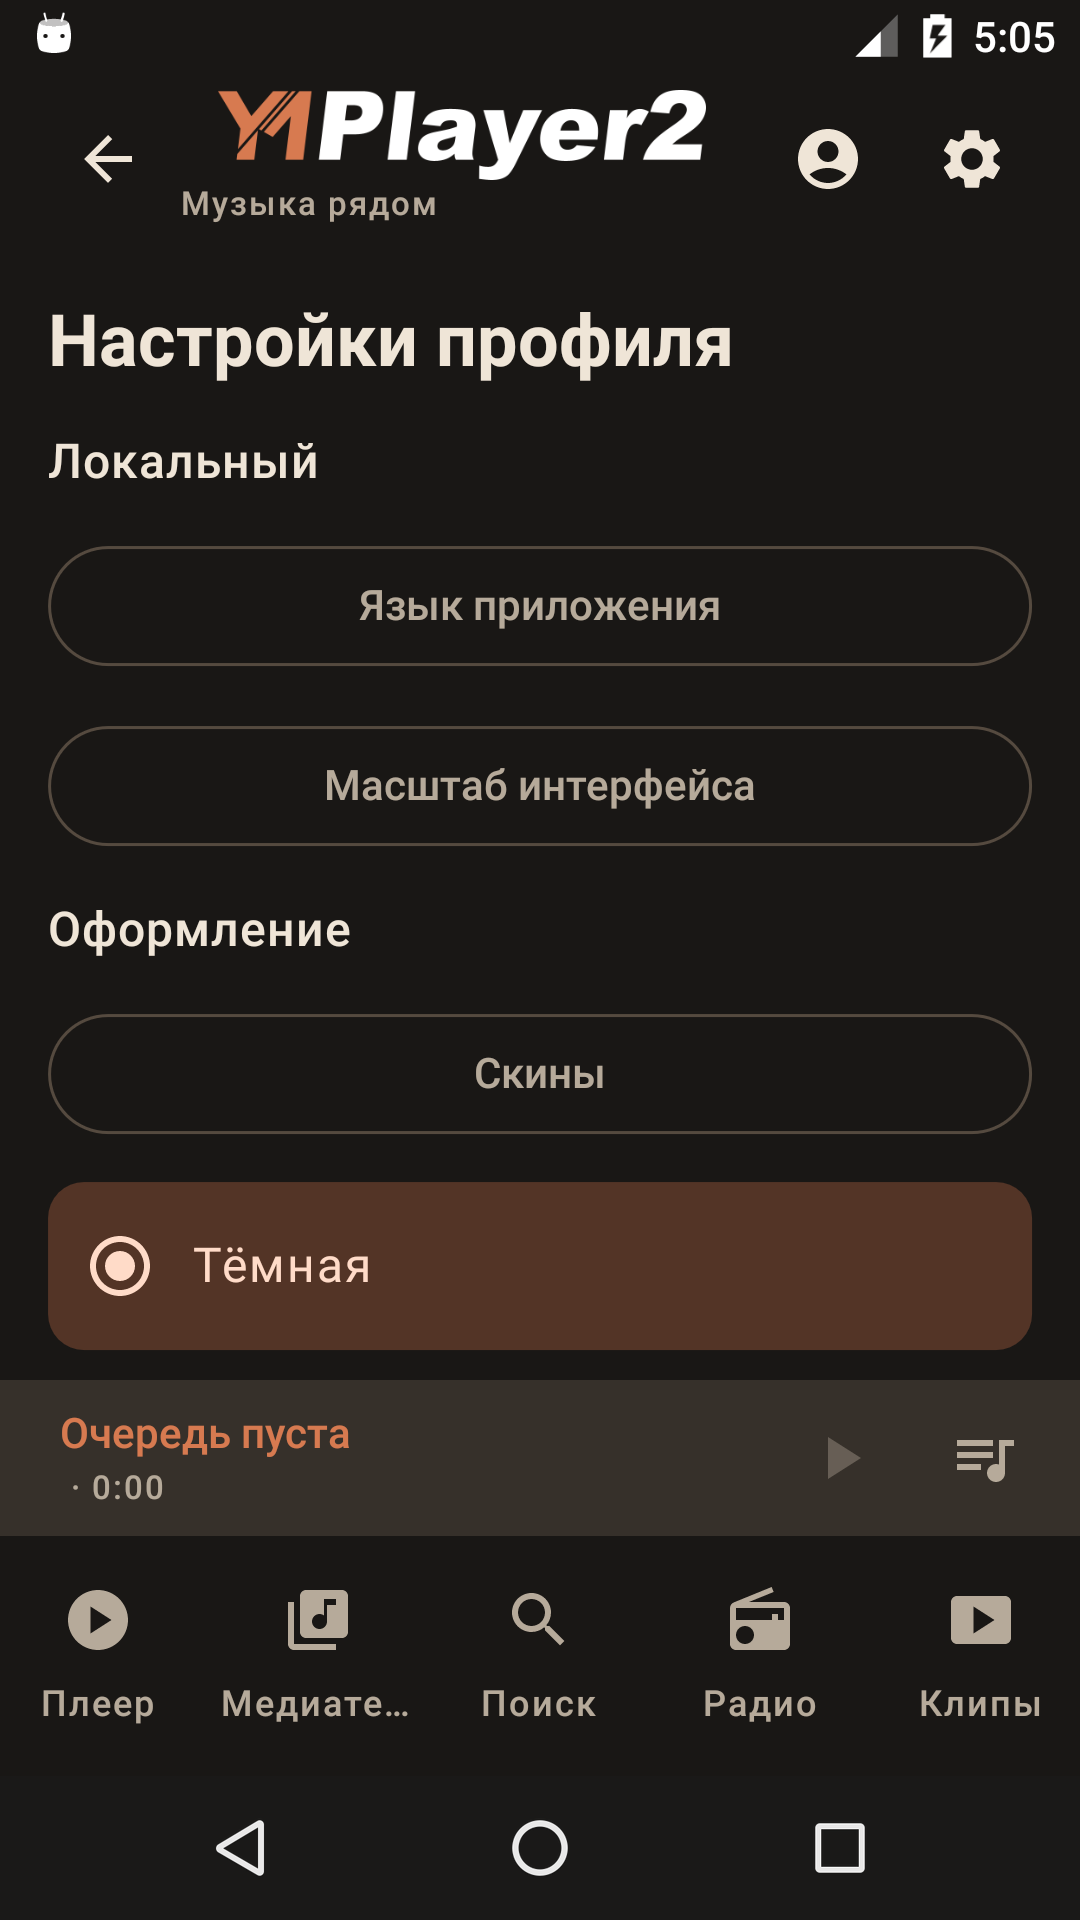 5:05
YMPlayer2
Музыка рядом
Настройки профиля
Локальный
Язык приложения
Масштаб интерфейса
Оформление
Скины
Тёмная
Очередь пуста
· 0:00
Плеер
Медиате...
Поиск
Радио
Клипы